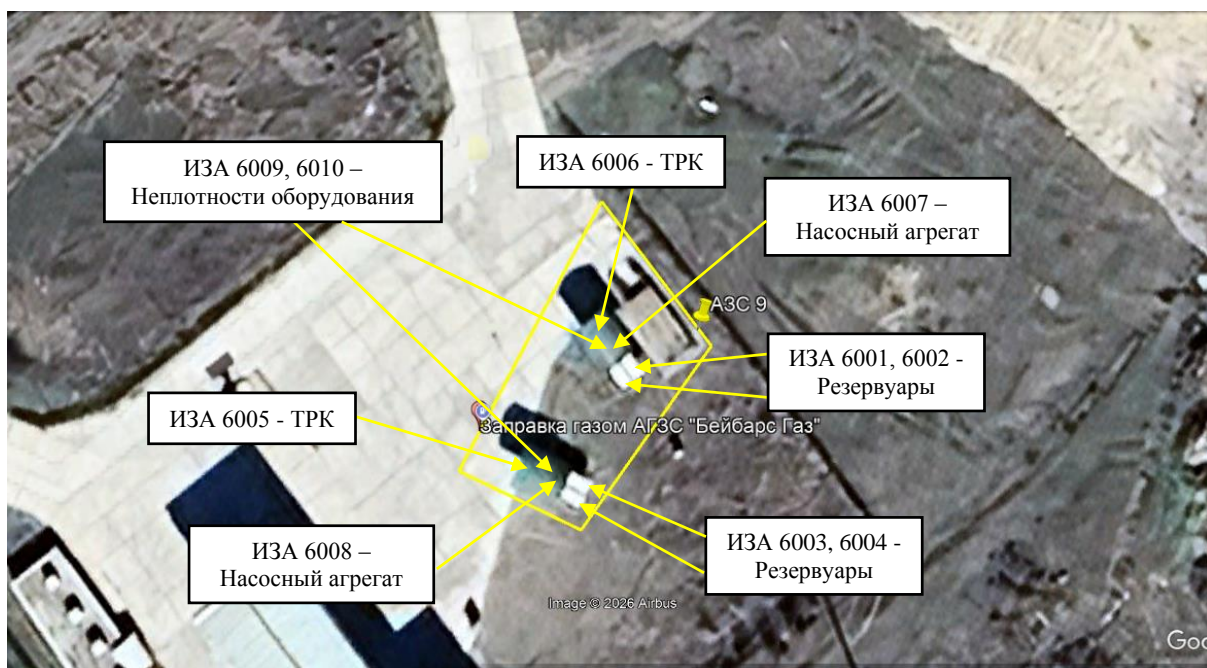 ИЗА 6009, 6010 –
Неплотности оборудования
ИЗА 6006 - ТРК
ИЗА 6007 –
Насосный агрегат
АЗС 9
ИЗА 6001, 6002 -
Резервуары
ИЗА 6005 - ТРК
Заправка газом АГЗС "Бейбарс Газ"
ИЗА 6008 –
Насосный агрегат
ИЗА 6003, 6004 -
Резервуары
Image © 2026 Airbus
Goo